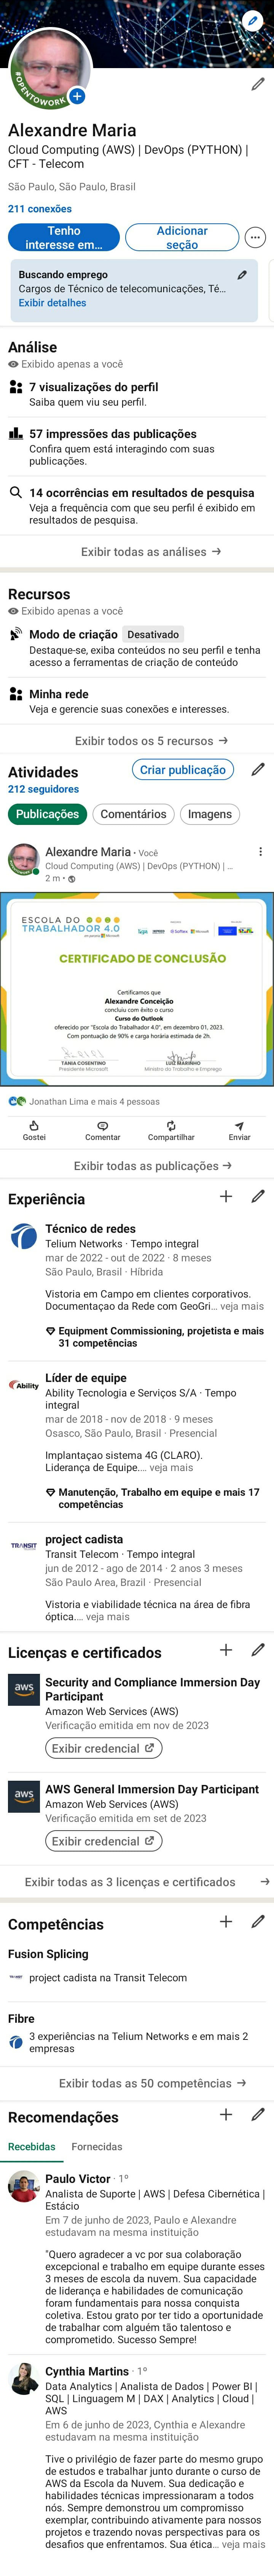 #OPENTOWORK
Alexandre Maria
Cloud Computing (AWS) | DevOps (PYTHON) |
CFT - Telecom
São Paulo, São Paulo, Brasil
211 conexões
Tenho
interesse em...
Adicionar
seção
Buscando emprego
Cargos de Técnico de telecomunicações, Té...
Exibir detalhes
Análise
Exibido apenas a você
7 visualizações do perfil
Saiba quem viu seu perfil.
57 impressões das publicações
Confira quem está interagindo com suas
publicações.
14 ocorrências em resultados de pesquisa
Veja a frequência com que seu perfil é exibido em
resultados de pesquisa.
Exibir todas as análises →
Recursos
Exibido apenas a você
Modo de criação Desativado
Destaque-se, exiba conteúdos no seu perfil e tenha
acesso a ferramentas de criação de conteúdo
Minha rede
Veja e gerencie suas conexões e interesses.
Exibir todos os 5 recursos →
Atividades
Criar publicação
212 seguidores
Publicações
Comentários
Imagens
Alexandre Maria • Você
Cloud Computing (AWS) | DevOps (PYTHON) | ...
2 m •
ESCOLA DO
TRABALHADOR 4.0
CERTIFICADO DE CONCLUSÃO
Certificamos que
Alexandre Conceição
concluiu com êxito o curso
Curso do Outlook
oferecido por "Escola do Trabalhador 4.0", em dezembro 01, 2023.
Com pontuação de 90% e carga horária estimada de 2h.
TANIA COSENTINO
Presidente Microsoft
LUIZ MARINHO
Ministro do Trabalho e Emprego
Jonathan Lima e mais 4 pessoas
Gostei
Comentar
Compartilhar
Enviar
Exibir todas as publicações →
Experiência
Técnico de redes
Telium Networks · Tempo integral
mar de 2022 - out de 2022 · 8 meses
São Paulo, Brasil · Híbrida
Vistoria em Campo em clientes corporativos.
Documentaçao da Rede com GeoGri... veja mais
Equipment Commissioning, projetista e mais
31 competências
Ability
Líder de equipe
Ability Tecnologia e Serviços S/A · Tempo
integral
mar de 2018 - nov de 2018 · 9 meses
Osasco, São Paulo, Brasil · Presencial
Implantaçao sistema 4G (CLARO).
Liderança de Equipe.... veja mais
Manutenção, Trabalho em equipe e mais 17
competências
TRANSIT
project cadista
Transit Telecom · Tempo integral
jun de 2012 - ago de 2014 · 2 anos 3 meses
São Paulo Area, Brazil · Presencial
Vistoria e viabilidade técnica na área de fibra
óptica.... veja mais
Licenças e certificados
aws
Security and Compliance Immersion Day
Participant
Amazon Web Services (AWS)
Verificação emitida em nov de 2023
Exibir credencial
aws
AWS General Immersion Day Participant
Amazon Web Services (AWS)
Verificação emitida em set de 2023
Exibir credencial
Exibir todas as 3 licenças e certificados →
Competências
Fusion Splicing
project cadista na Transit Telecom
Fibre
3 experiências na Telium Networks e em mais 2
empresas
Exibir todas as 50 competências →
Recomendações
Recebidas
Fornecidas
Paulo Victor · 1º
Analista de Suporte | AWS | Defesa Cibernética |
Estácio
Em 7 de junho de 2023, Paulo e Alexandre
estudavam na mesma instituição
"Quero agradecer a vc por sua colaboração
excepcional e trabalho em equipe durante esses
3 meses de escola da nuvem. Sua capacidade
de liderança e habilidades de comunicação
foram fundamentais para nossa conquista
coletiva. Estou grato por ter tido a oportunidade
de trabalhar com alguém tão talentoso e
comprometido. Sucesso Sempre!
Cynthia Martins · 1º
Data Analytics | Analista de Dados | Power BI |
SQL | Linguagem M | DAX | Analytics | Cloud |
AWS
Em 6 de junho de 2023, Cynthia e Alexandre
estudavam na mesma instituição
Tive o privilégio de fazer parte do mesmo grupo
de estudos e trabalhar junto durante o curso de
AWS da Escola da Nuvem. Sua dedicação e
habilidades técnicas impressionaram a todos
nós. Sempre demonstrou um compromisso
exemplar, contribuindo ativamente para nossos
projetos e trazendo novas perspectivas para os
desafios que enfrentamos. Sua ética... veja mais